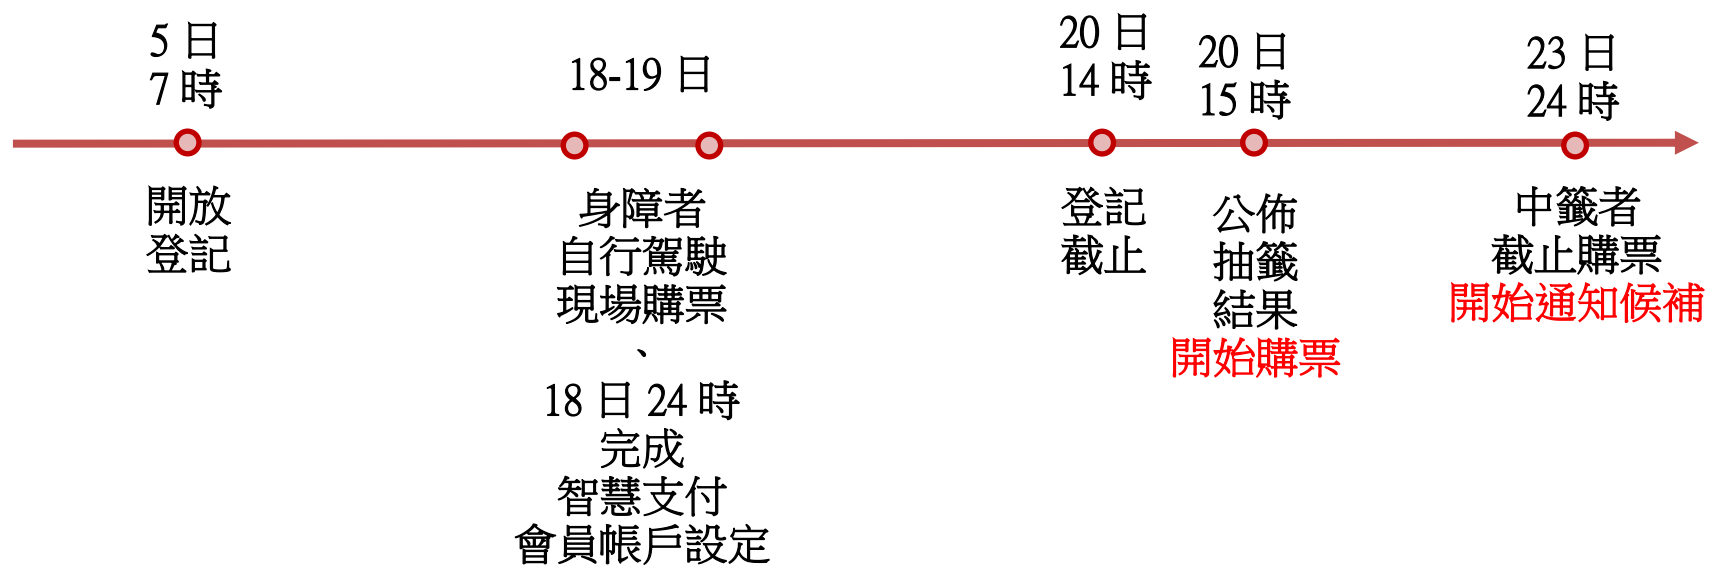 5 日
7 時
開放
登記
18-19 日
身障者
自行駕駛
現場購票
、
18 日 24 時
完成
智慧支付
會員帳戶設定
20 日
14 時
登記
截止
20 日
15 時
公佈
抽籤
結果
開始購票
23 日
24 時
中籤者
截止購票
開始通知候補